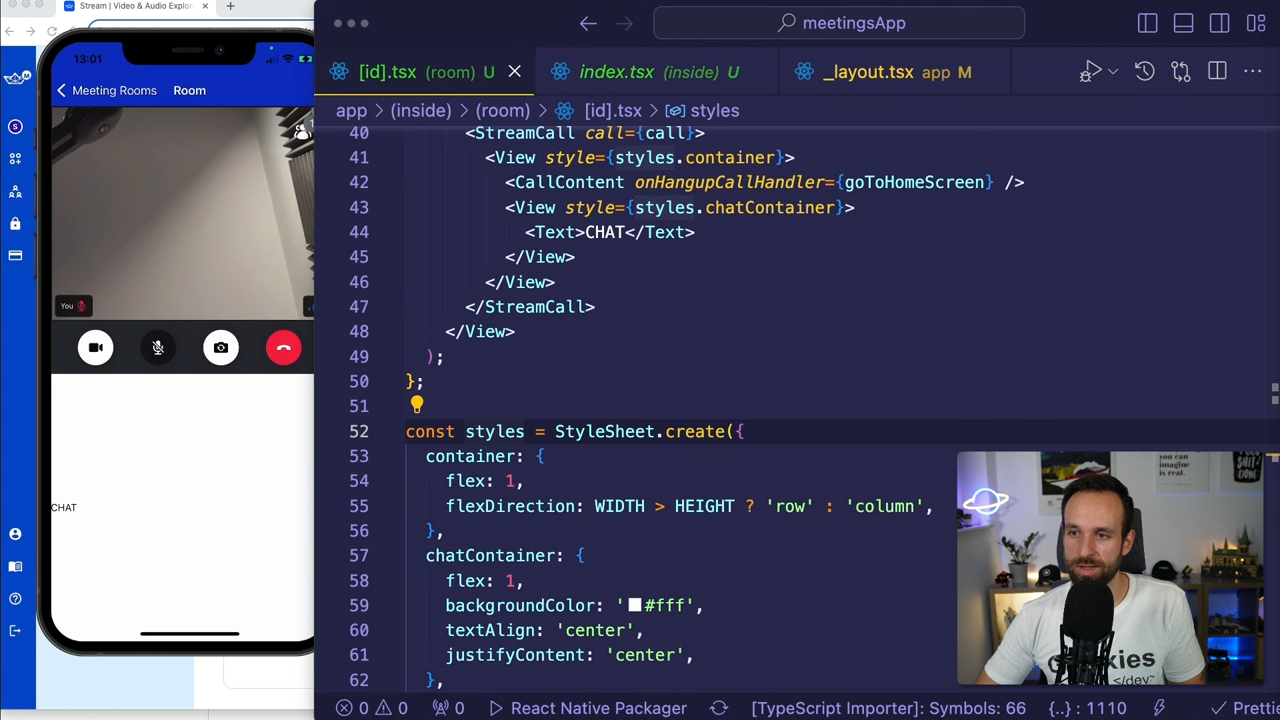 Stream | Video & Audio Explor
meetingsApp
13:01
Meeting Rooms
Room
You
CHAT
[id].tsx (room) U
index.tsx (inside) U
_layout.tsx app M
app > (inside) > (room) > [id].tsx > styles
40 <StreamCall call={call}>
41 <View style={styles.container}>
42 <CallContent onHangupCallHandler={goToHomeScreen} />
43 <View style={styles.chatContainer}>
44 <Text>CHAT</Text>
45 </View>
46 </View>
47 </StreamCall>
48 </View>
49 );
50 };
51
52 const styles = StyleSheet.create({
53 container: {
54 flex: 1,
55 flexDirection: WIDTH > HEIGHT ? 'row' : 'column',
56 },
57 chatContainer: {
58 flex: 1,
59 backgroundColor: '#fff',
60 textAlign: 'center',
61 justifyContent: 'center',
62 },
0 0 0 React Native Packager [TypeScript Importer]: Symbols: 66 {..} : 1110 Pretti